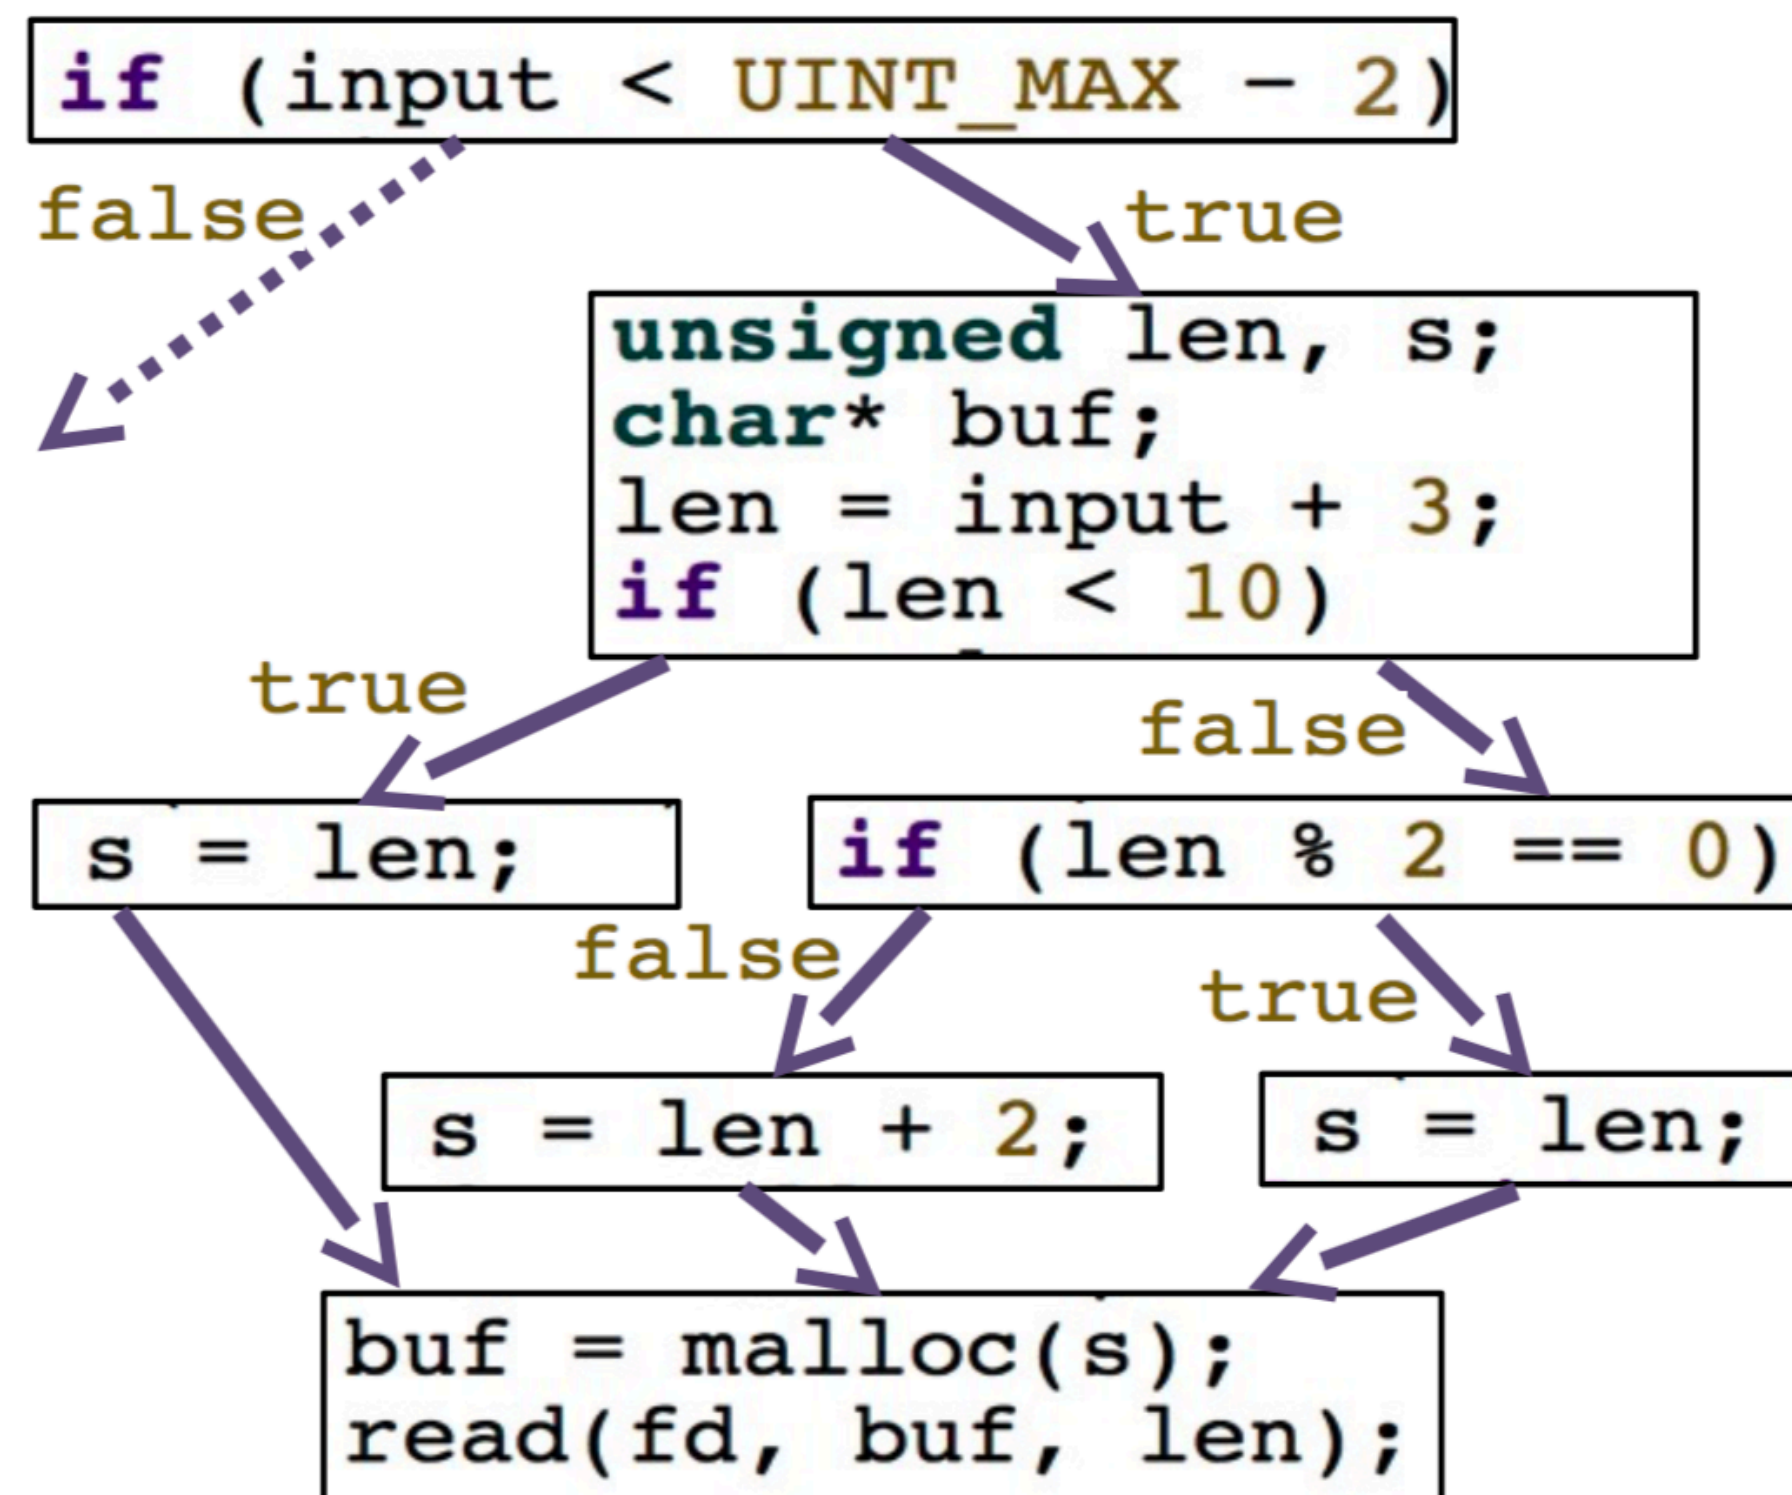 if (input < UINT_MAX - 2)
false
true
unsigned len, s;
char* buf;
len = input + 3;
if (len < 10)
true
false
s = len;
if (len % 2 == 0)
false
true
s = len + 2;
s = len;
buf = malloc(s);
read(fd, buf, len);